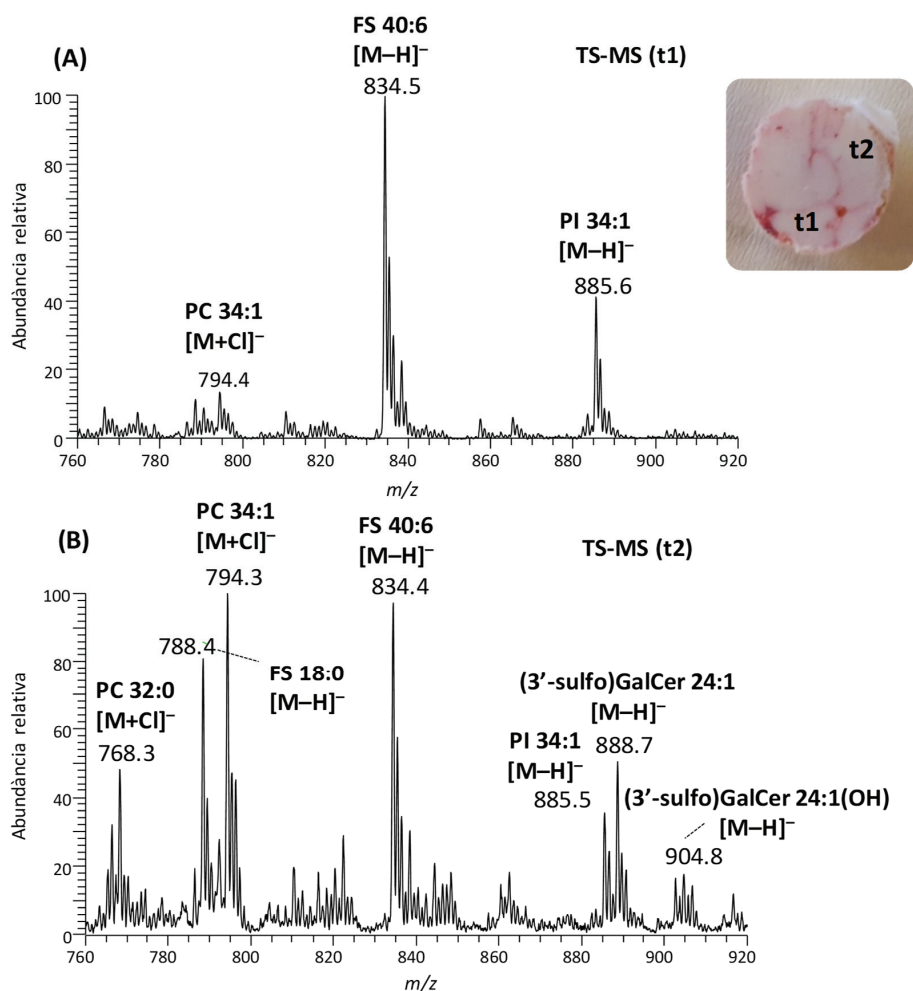 (A)
FS 40:6
[M–H]⁻
834.5
TS-MS (t1)
t2
t1
PI 34:1
[M–H]⁻
885.6
PC 34:1
[M+Cl]⁻
794.4
Abundància relativa
100
80
60
40
20
0
760 780 800 820 840 860 880 900 920
m/z
(B)
PC 34:1
[M+Cl]⁻
794.3
FS 40:6
[M–H]⁻
834.4
TS-MS (t2)
788.4
FS 18:0
[M–H]⁻
PC 32:0
[M+Cl]⁻
768.3
(3’-sulfo)GalCer 24:1
[M–H]⁻
888.7
PI 34:1
[M–H]⁻
885.5
(3’-sulfo)GalCer 24:1(OH)
[M–H]⁻
904.8
Abundància relativa
100
80
60
40
20
0
760 780 800 820 840 860 880 900 920
m/z